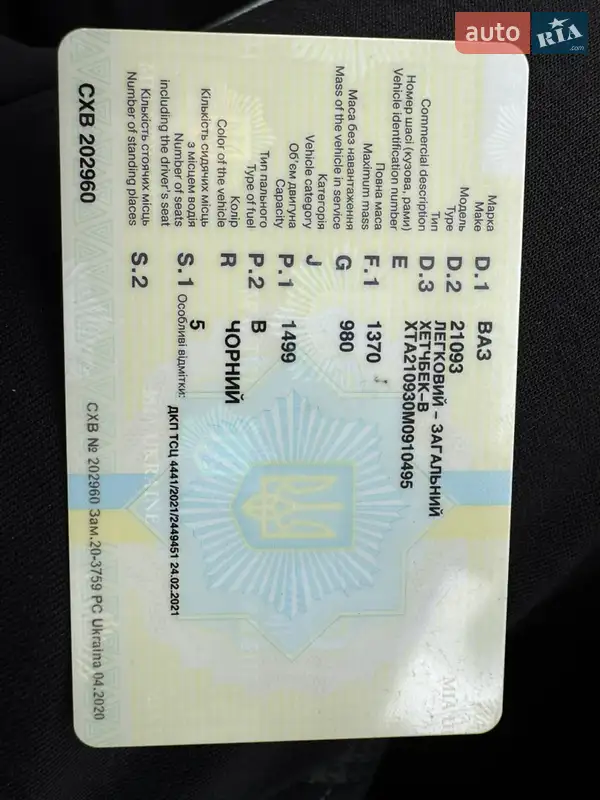 auto RIA .com
Марка
Make D.1 ВАЗ
Модель D.2 21093
Тип
Type ЛЕГКОВИЙ – ЗАГАЛЬНИЙ
Commercial description D.3 ХЕТЧБЕК–В
Номер шасі (кузова, рами)
Vehicle identification number E XTA210930M0910495
Повна маса
Maximum mass F.1 1370
Маса без навантаження
Mass of the vehicle in service G 980
Категорія
Vehicle category J
Об'єм двигуна
Capacity P.1 1499
Тип пального
Type of fuel P.2 B
Колір
Color of the vehicle R ЧОРНИЙ
Кількість сидячих місць
з місцем водія
Number of seats
including the driver's seat S.1 5
Кількість стоячих місць
Number of standing places S.2
Особливі відмітки:
ДКП ТСЦ 4441/2021/2449451 24.02.2021
СХВ 202960
СХВ № 202960 Зам.20-3759 РС Ukraina 04.2020